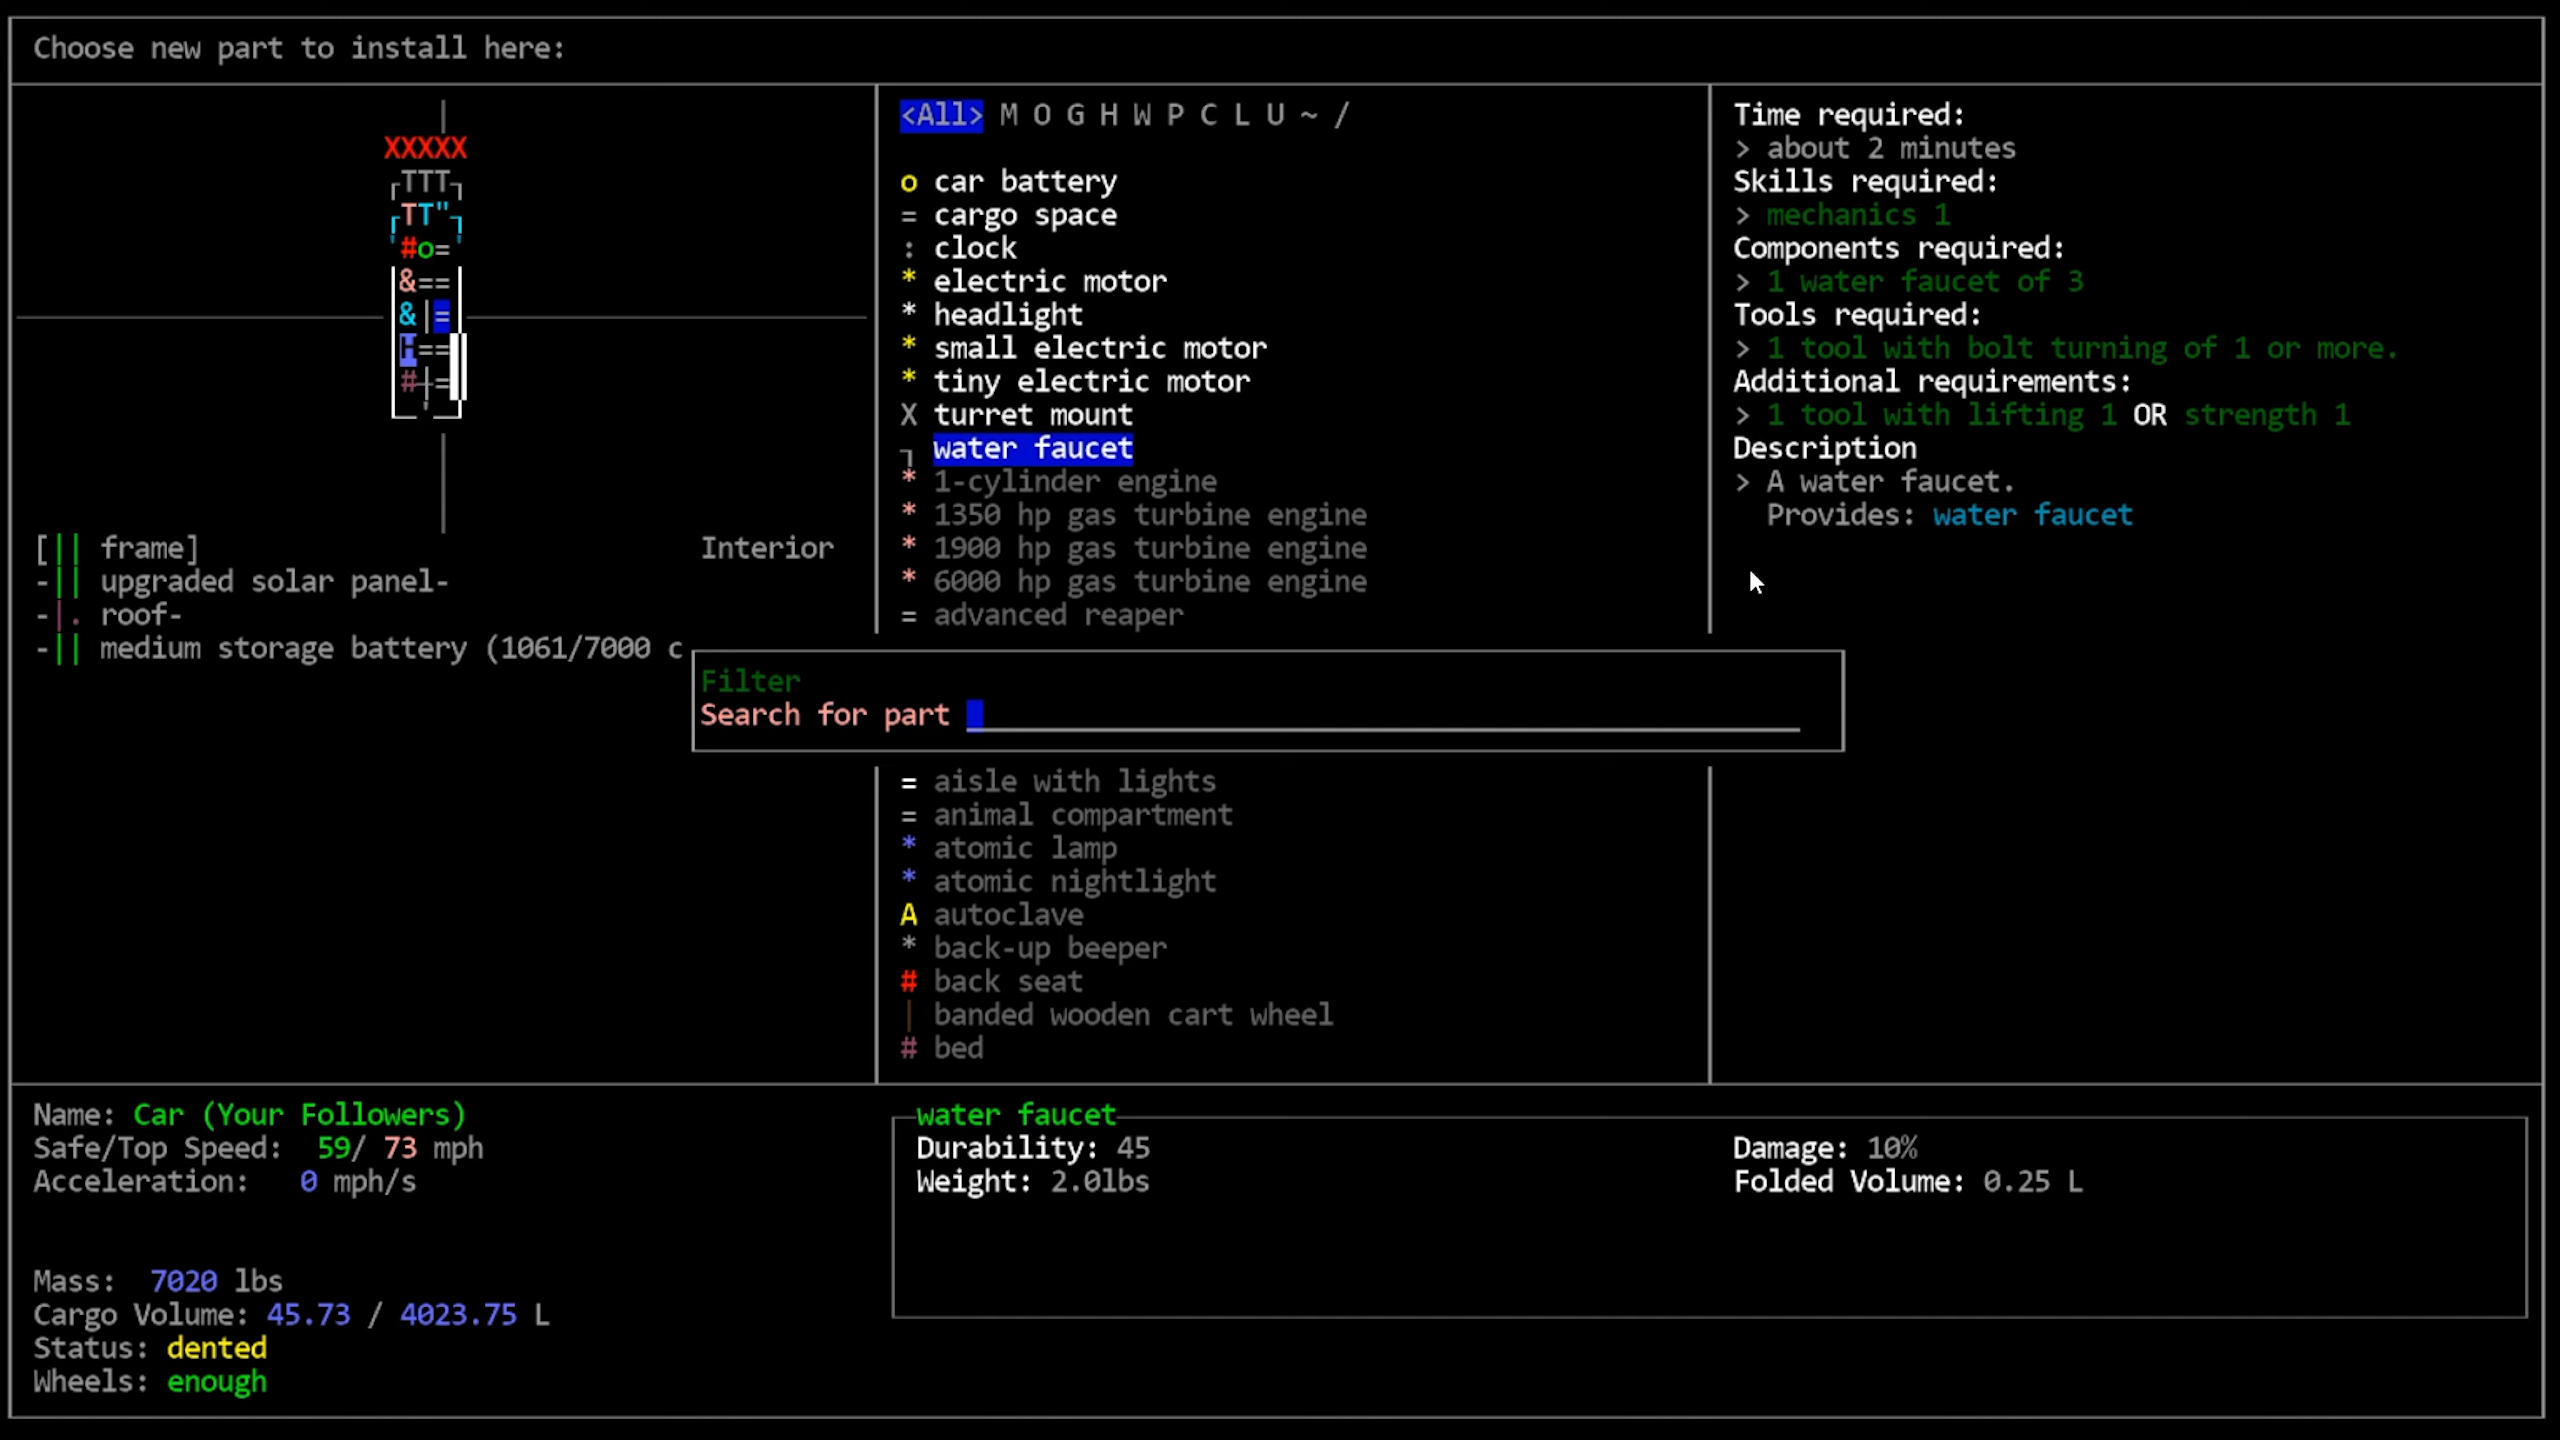 Choose new part to install here:
<All> M O G H W P C L U ~ /
XXXXX
┌TTT┐
┌TT"┐
'#o='
&==
&|=
H==
#┼=
'
[|| frame]
Interior
-|| upgraded solar panel-
-|. roof-
-|| medium storage battery (1061/7000 c
o car battery
= cargo space
: clock
* electric motor
* headlight
* small electric motor
* tiny electric motor
X turret mount
┐ water faucet
* 1-cylinder engine
* 1350 hp gas turbine engine
* 1900 hp gas turbine engine
* 6000 hp gas turbine engine
= advanced reaper
Filter
Search for part
= aisle with lights
= animal compartment
* atomic lamp
* atomic nightlight
A autoclave
* back-up beeper
# back seat
| banded wooden cart wheel
# bed
Time required:
> about 2 minutes
Skills required:
> mechanics 1
Components required:
> 1 water faucet of 3
Tools required:
> 1 tool with bolt turning of 1 or more.
Additional requirements:
> 1 tool with lifting 1 OR strength 1
Description
> A water faucet.
Provides: water faucet
Name: Car (Your Followers)
Safe/Top Speed: 59/ 73 mph
Acceleration: 0 mph/s
Mass: 7020 lbs
Cargo Volume: 45.73 / 4023.75 L
Status: dented
Wheels: enough
water faucet
Durability: 45
Weight: 2.0lbs
Damage: 10%
Folded Volume: 0.25 L